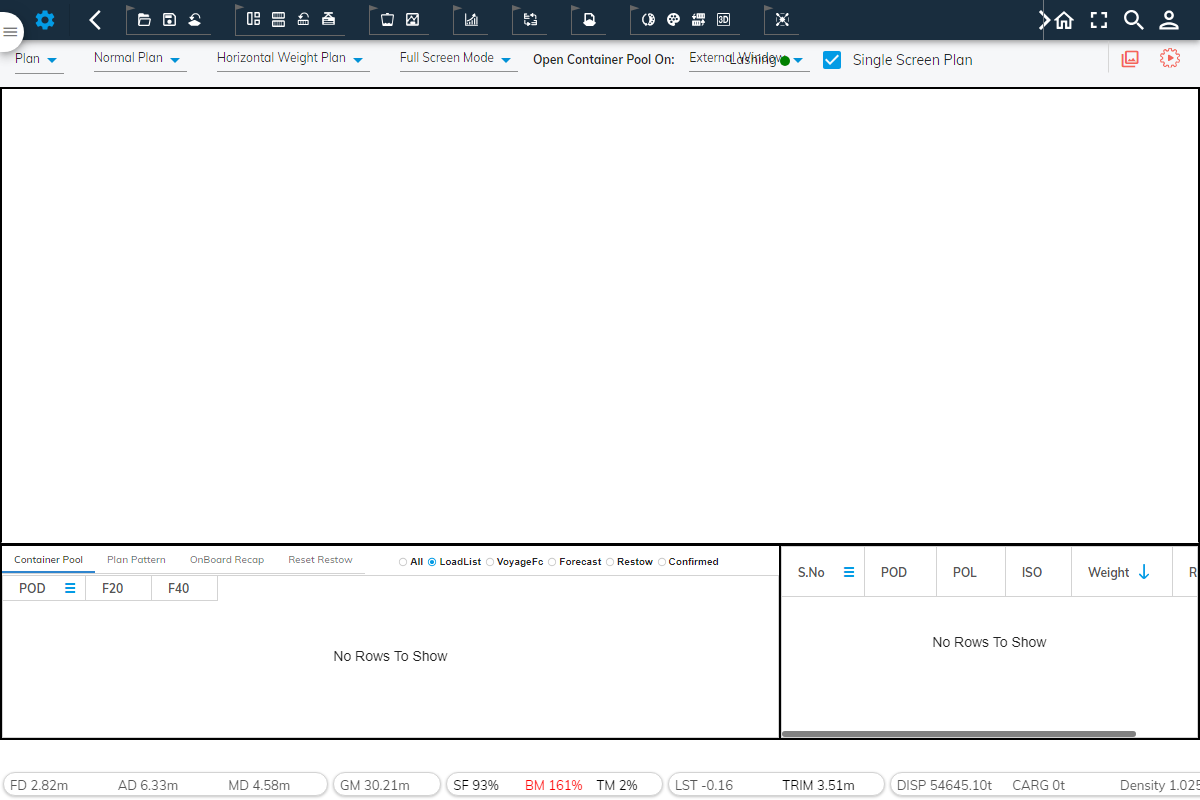 3D
Plan
Normal Plan
Horizontal Weight Plan
Full Screen Mode
Open Container Pool On:
External Window
Lashing
Single Screen Plan
Container Pool
Plan Pattern
OnBoard Recap
Reset Restow
All
LoadList
VoyageFc
Forecast
Restow
Confirmed
POD
F20
F40
No Rows To Show
S.No
POD
POL
ISO
Weight
R
No Rows To Show
FD 2.82m
AD 6.33m
MD 4.58m
GM 30.21m
SF 93%
BM 161%
TM 2%
LST -0.16
TRIM 3.51m
DISP 54645.10t
CARG 0t
Density 1.025